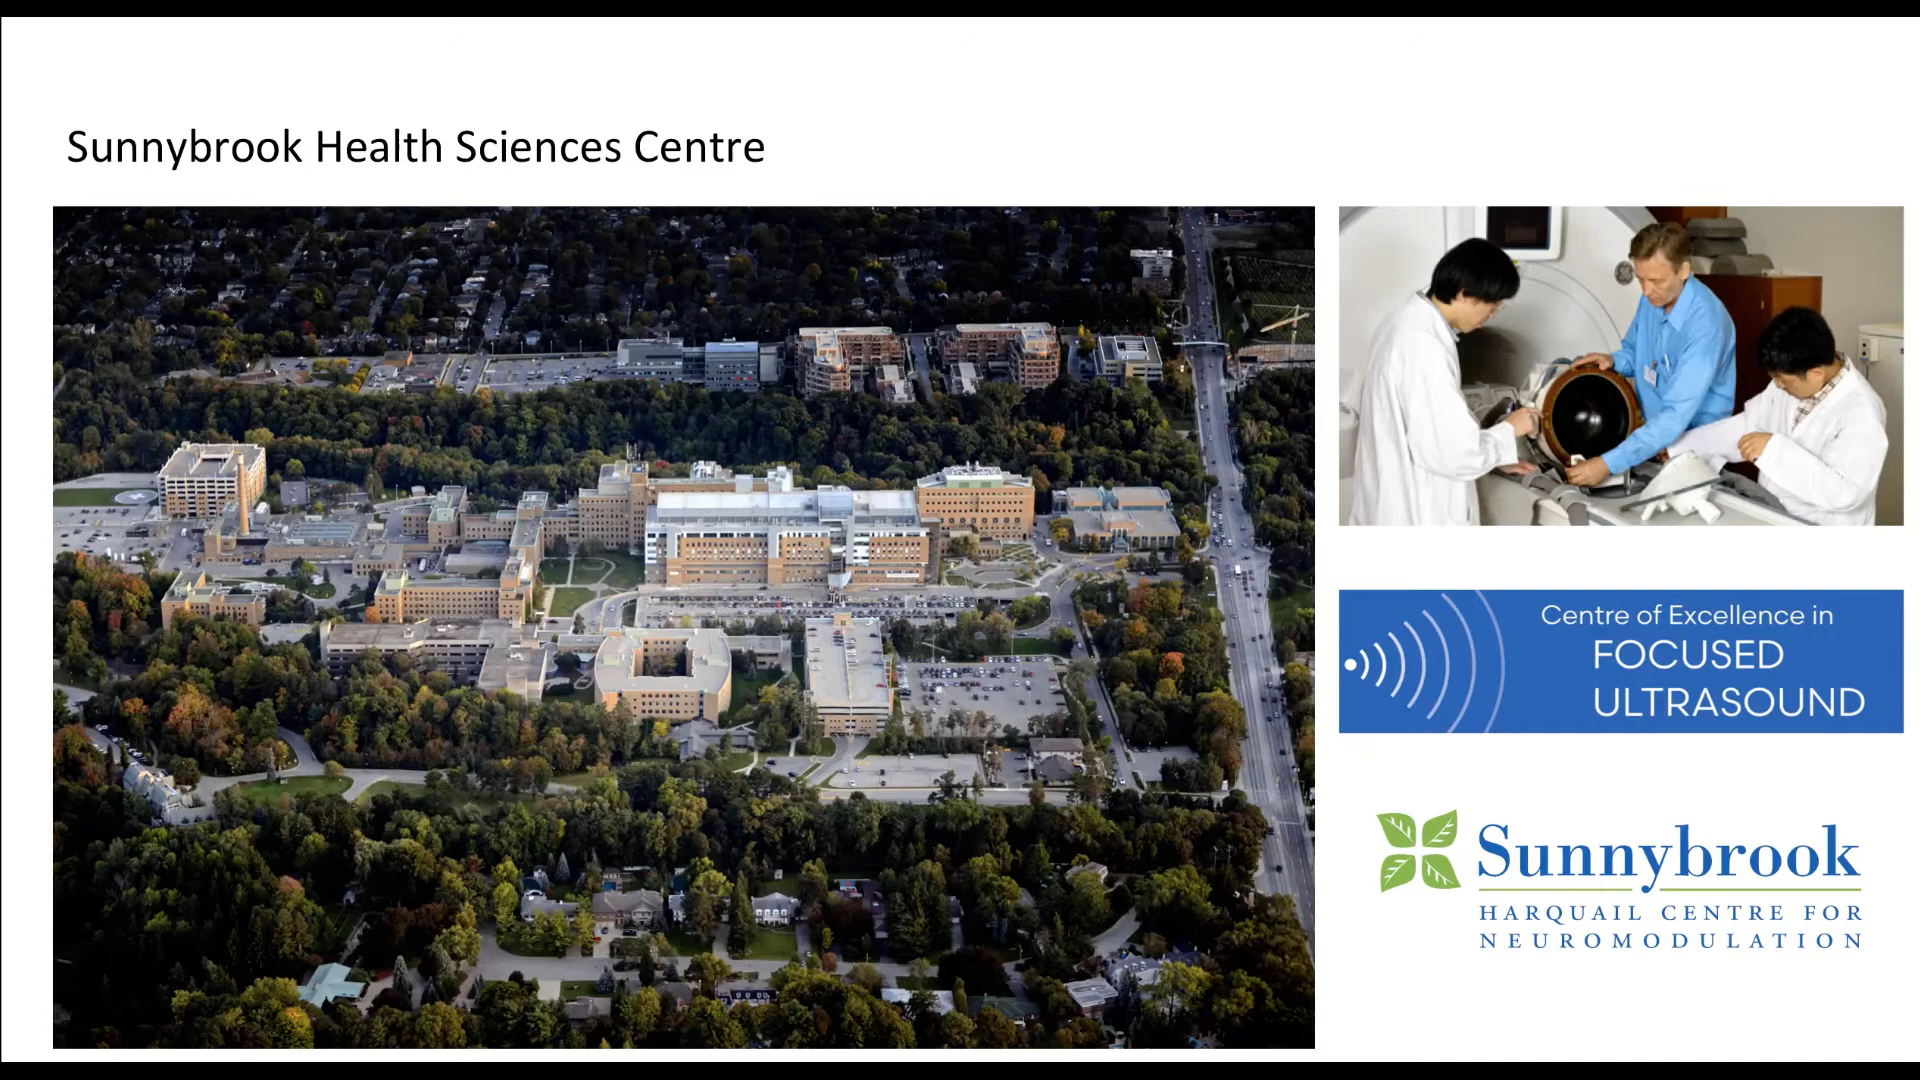 Sunnybrook Health Sciences Centre
Centre of Excellence in
FOCUSED
ULTRASOUND
Sunnybrook
HARQUAIL CENTRE FOR
NEUROMODULATION